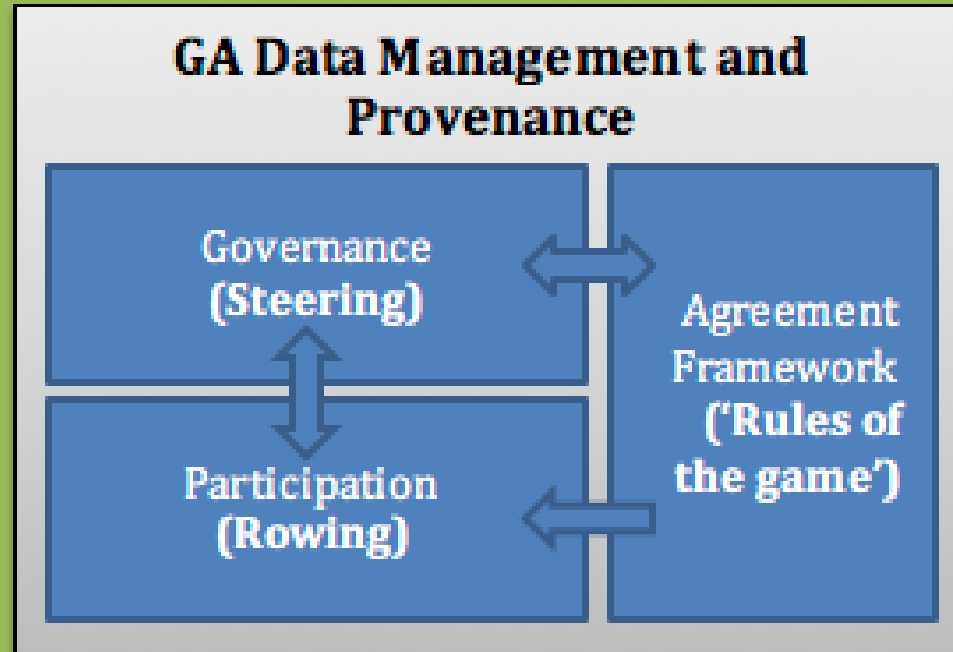 GA Data Management and
Provenance
Governance
(Steering)
Participation
(Rowing)
Agreement
Framework
(‘Rules of
the game’)